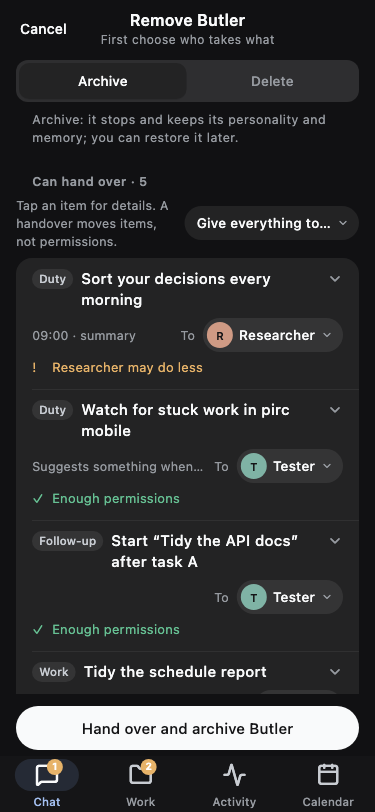 Cancel
Remove Butler
First choose who takes what
Archive
Delete
Archive: it stops and keeps its personality and
memory; you can restore it later.
Can hand over · 5
Tap an item for details. A
handover moves items,
not permissions.
Give everything to...
Duty
Sort your decisions every
morning
09:00 · summary
To
R
Researcher
! Researcher may do less
Duty
Watch for stuck work in pirc
mobile
Suggests something when...
To
T
Tester
✓ Enough permissions
Follow-up
Start “Tidy the API docs”
after task A
To
T
Tester
✓ Enough permissions
Work
Tidy the schedule report
Hand over and archive Butler
1
Chat
2
Work
Activity
Calendar